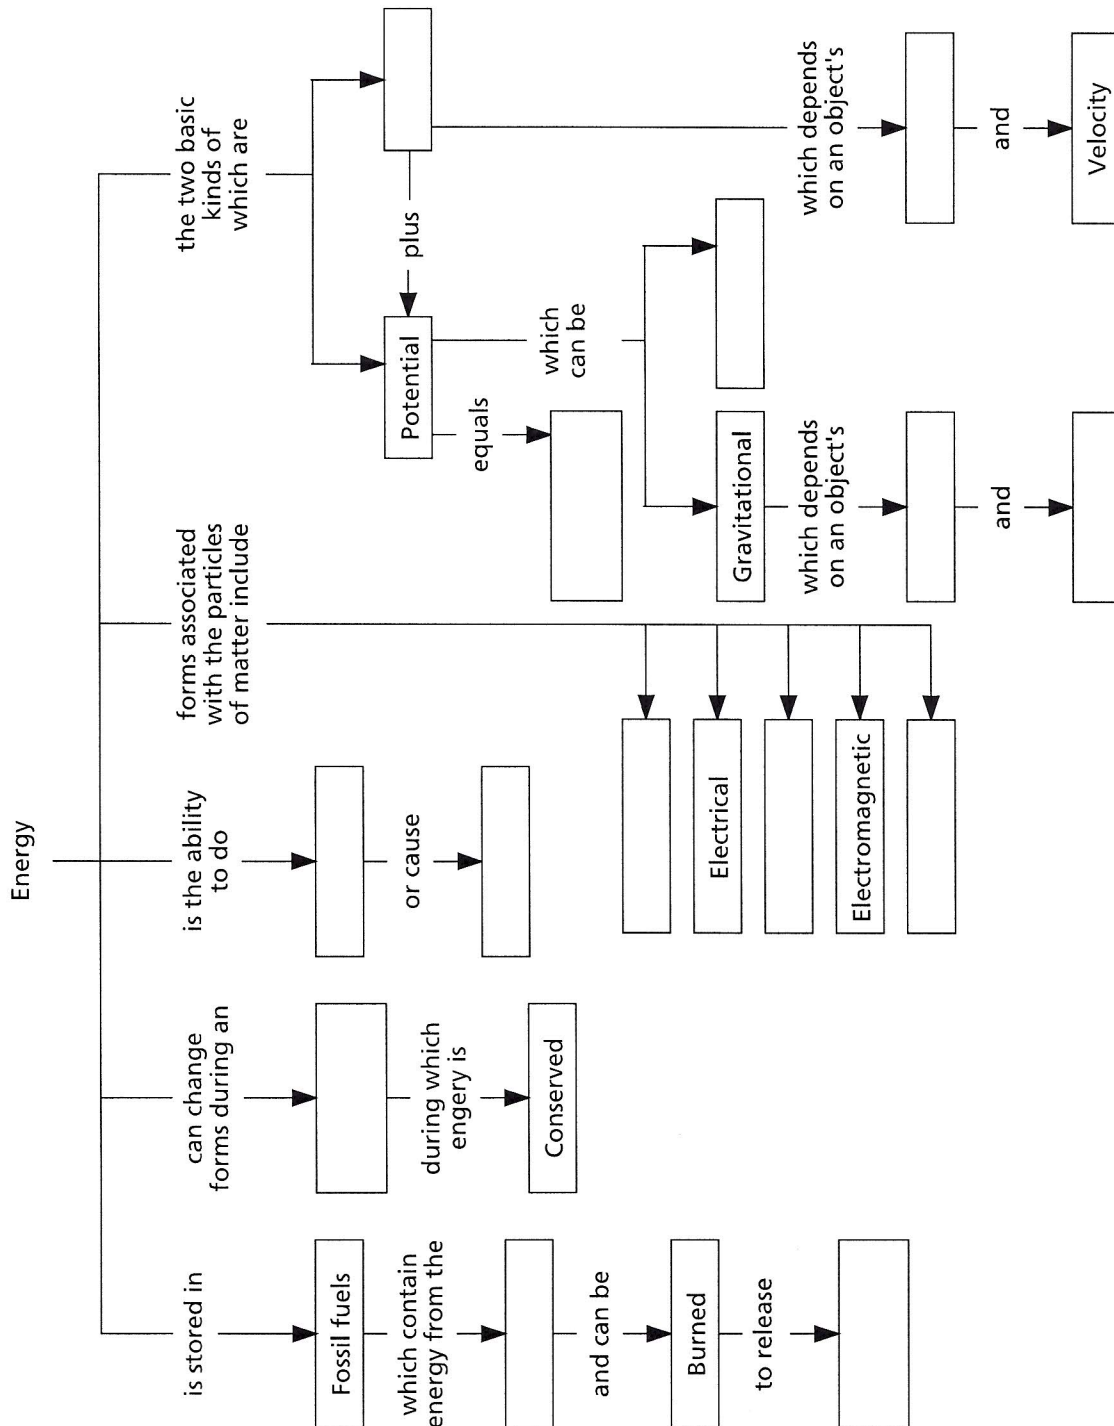 Energy
is stored in
Fossil fuels
which contain
energy from the
and can be
Burned
to release
can change
forms during an
during which
engery is
Conserved
is the ability
to do
or cause
forms associated
with the particles
of matter include
Electrical
Electromagnetic
the two basic
kinds of
which are
Potential
plus
equals
which
can be
Gravitational
which depends
on an object's
and
which depends
on an object's
and
Velocity